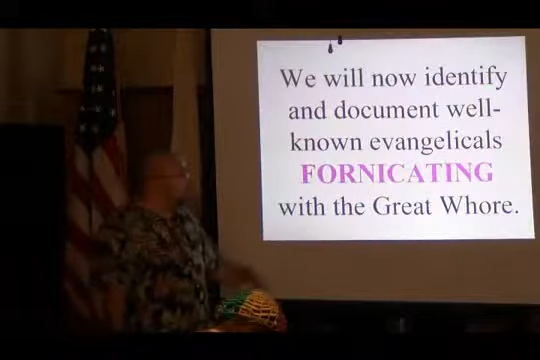 We will now identify
and document well-
known evangelicals
FORNICATING
with the Great Whore.